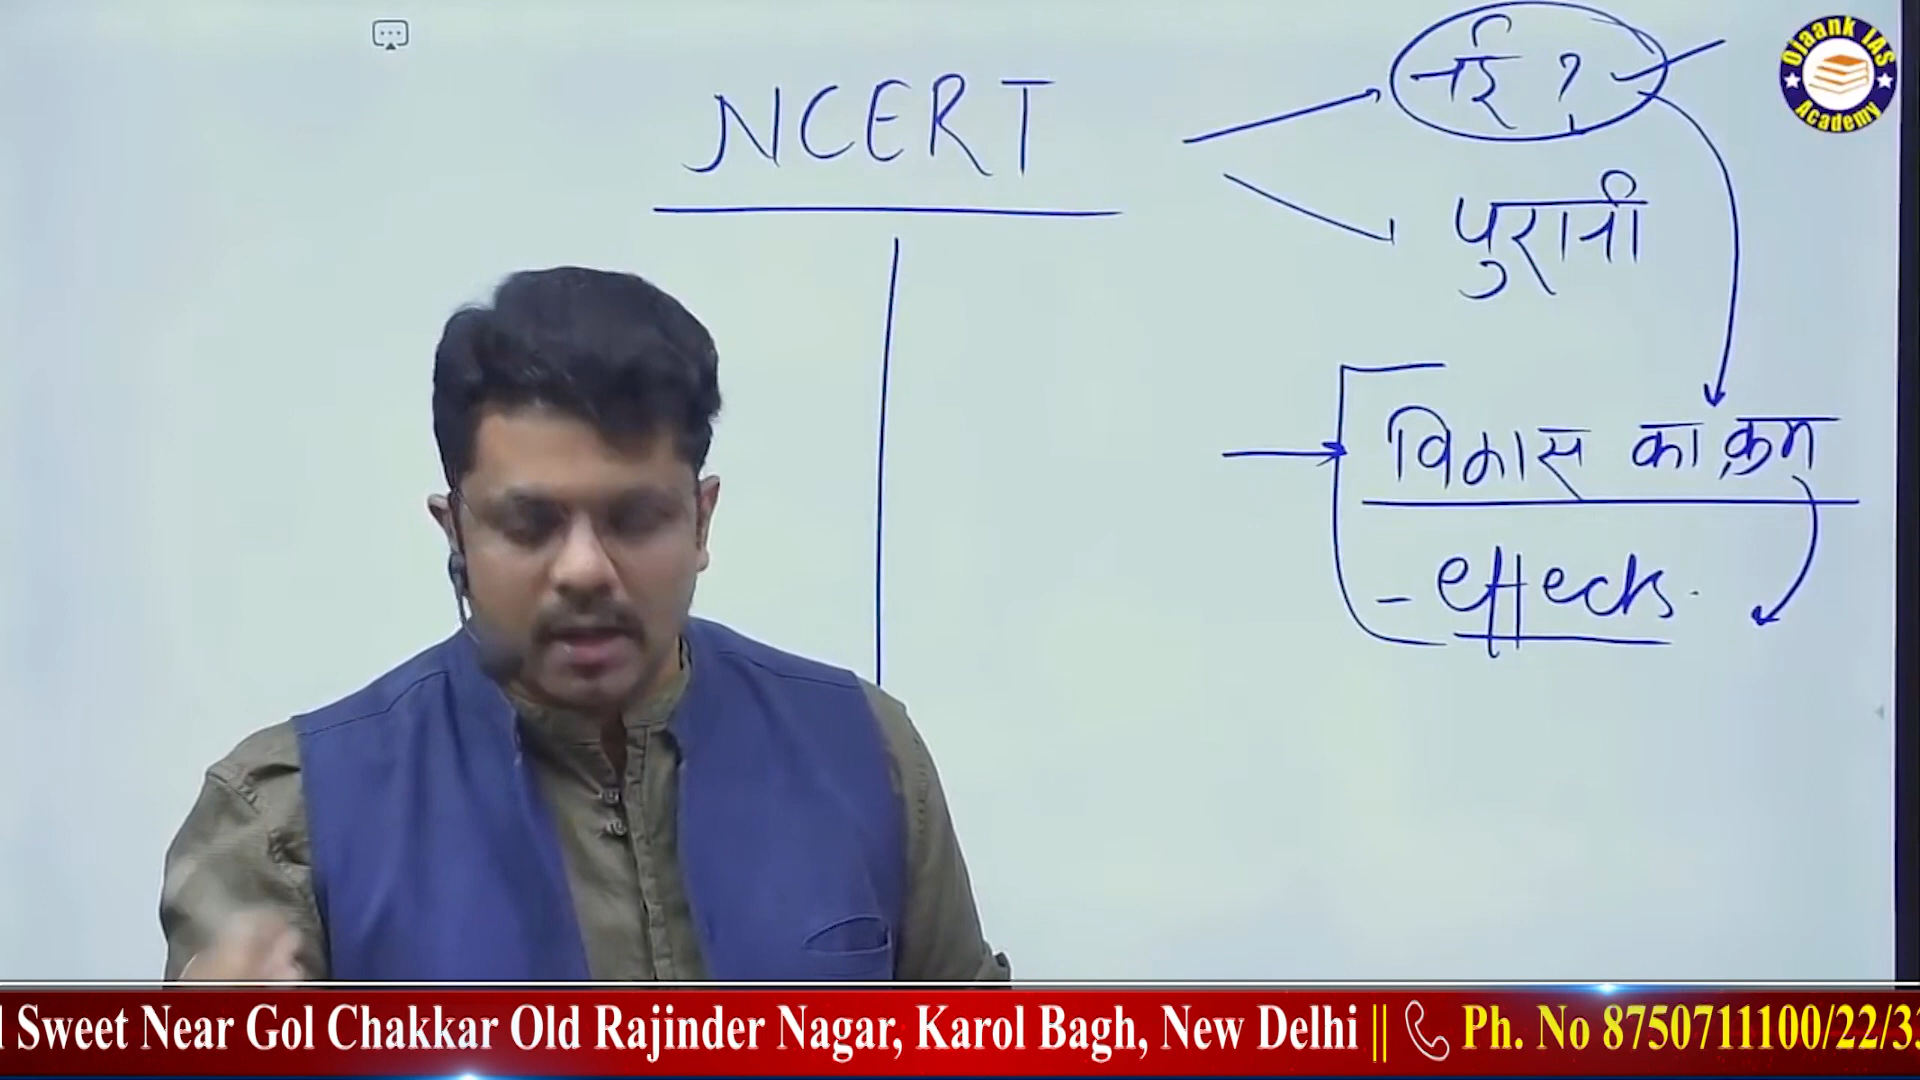 NCERT
नई ?
पुरानी
विकास का क्रम
- effects.
Ojaank IAS
Academy
Sweet Near Gol Chakkar Old Rajinder Nagar, Karol Bagh, New Delhi || Ph. No 8750711100/22/33